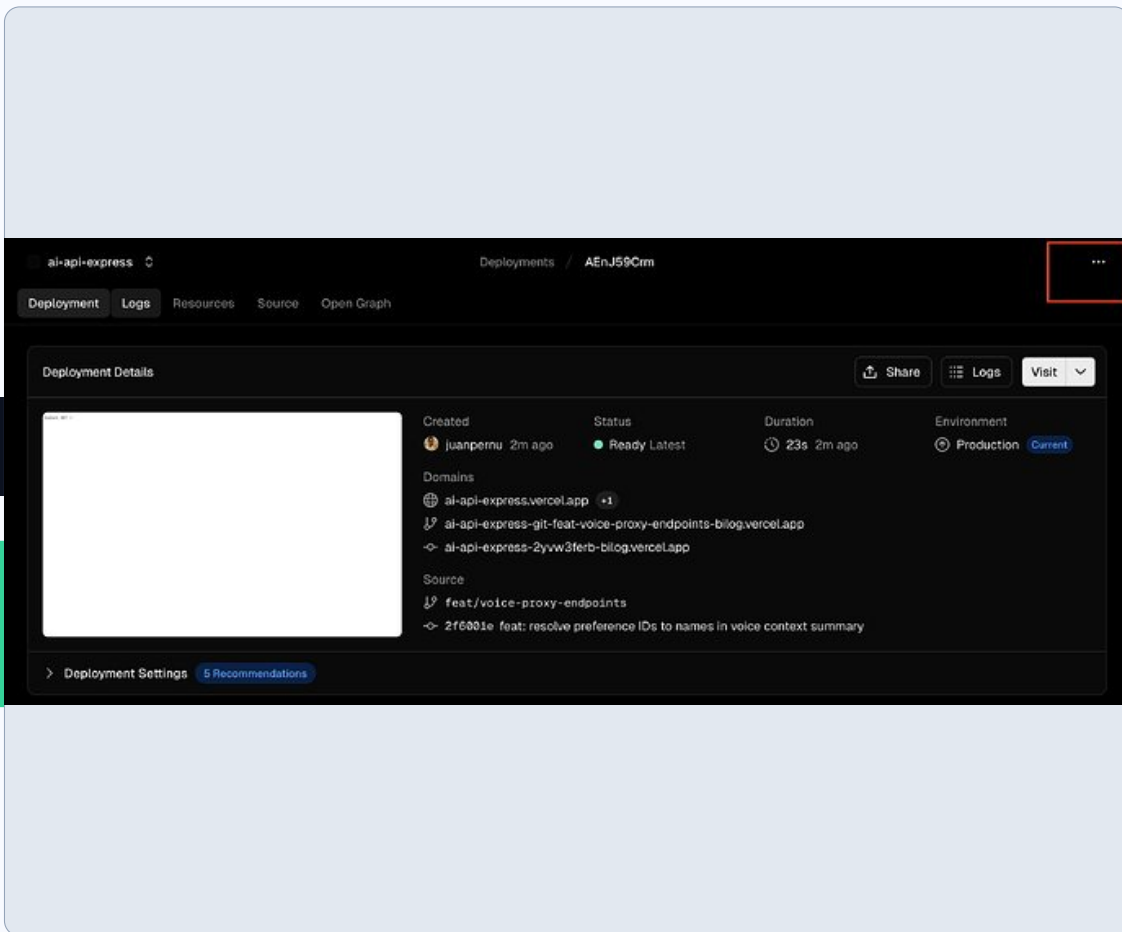 ai-api-express
Deployments / AEnJ59Crm
...
Deployment Logs Resources Source Open Graph
Deployment Details
Share Logs Visit
Created Status Duration Environment
juanpernu 2m ago Ready Latest 23s 2m ago Production Current
Domains
ai-api-express.vercel.app +1
ai-api-express-git-feat-voice-proxy-endpoints-bilog.vercel.app
ai-api-express-2yvw3ferb-bilog.vercel.app
Source
feat/voice-proxy-endpoints
2f6001e feat: resolve preference IDs to names in voice context summary
Deployment Settings 5 Recommendations